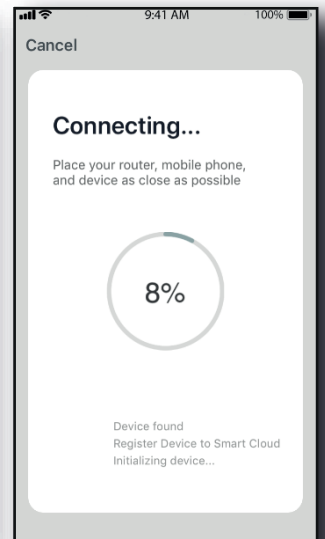 9:41 AM 100%
Cancel
Connecting...
Place your router, mobile phone,
and device as close as possible
8%
Device found
Register Device to Smart Cloud
Initializing device...